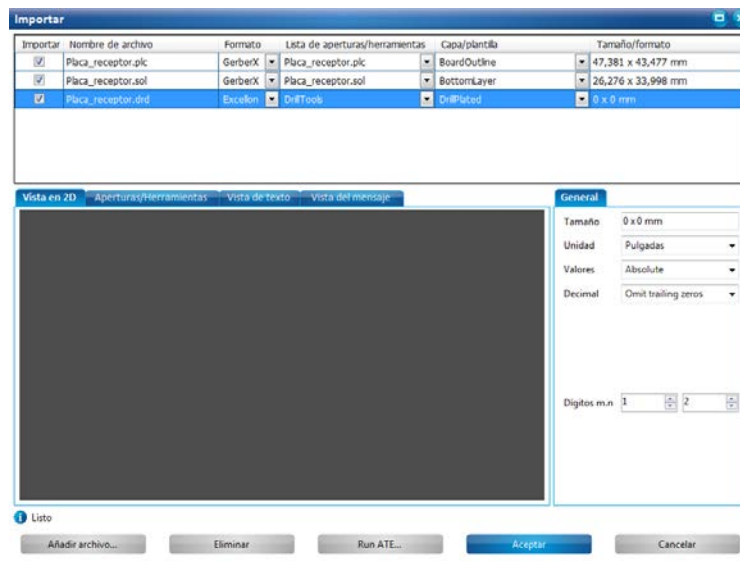 Importar
Importar Nombre de archivo Formato Lista de aperturas/herramientas Capa/plantilla Tamaño/formato
Placa_receptor.plc GerberX Placa_receptor.plc BoardOutline 47,381 x 43,477 mm
Placa_receptor.sol GerberX Placa_receptor.sol BottomLayer 26,276 x 33,998 mm
Placa_receptor.drd Excellon DrillTools DrillPlated 0 x 0 mm
Vista en 2D Aperturas/Herramientas Vista de texto Vista del mensaje General
Tamaño 0 x 0 mm
Unidad Pulgadas
Valores Absolute
Decimal Omit trailing zeros
Digitos m.n 1 2
Listo
Añadir archivo... Eliminar Run ATE... Aceptar Cancelar